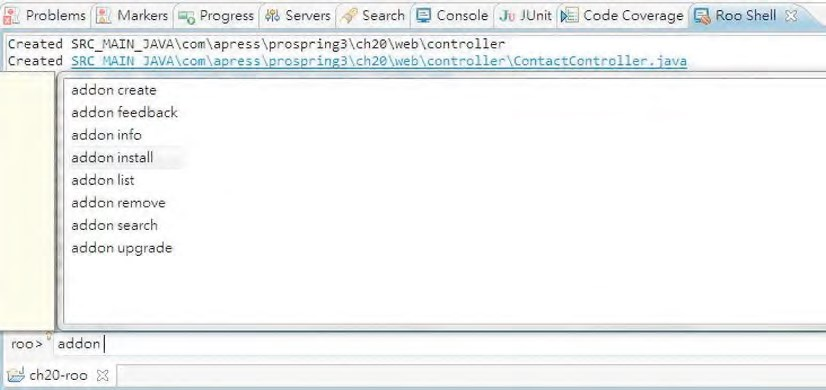 Problems Markers Progress Servers Search Console Ju JUnit Code Coverage Roo Shell
Created SRC_MAIN_JAVA\com\apress\prospring3\ch20\web\controller
Created SRC_MAIN_JAVA\com\apress\prospring3\ch20\web\controller\ContactController.java
addon create
addon feedback
addon info
addon install
addon list
addon remove
addon search
addon upgrade
roo> addon
ch20-roo